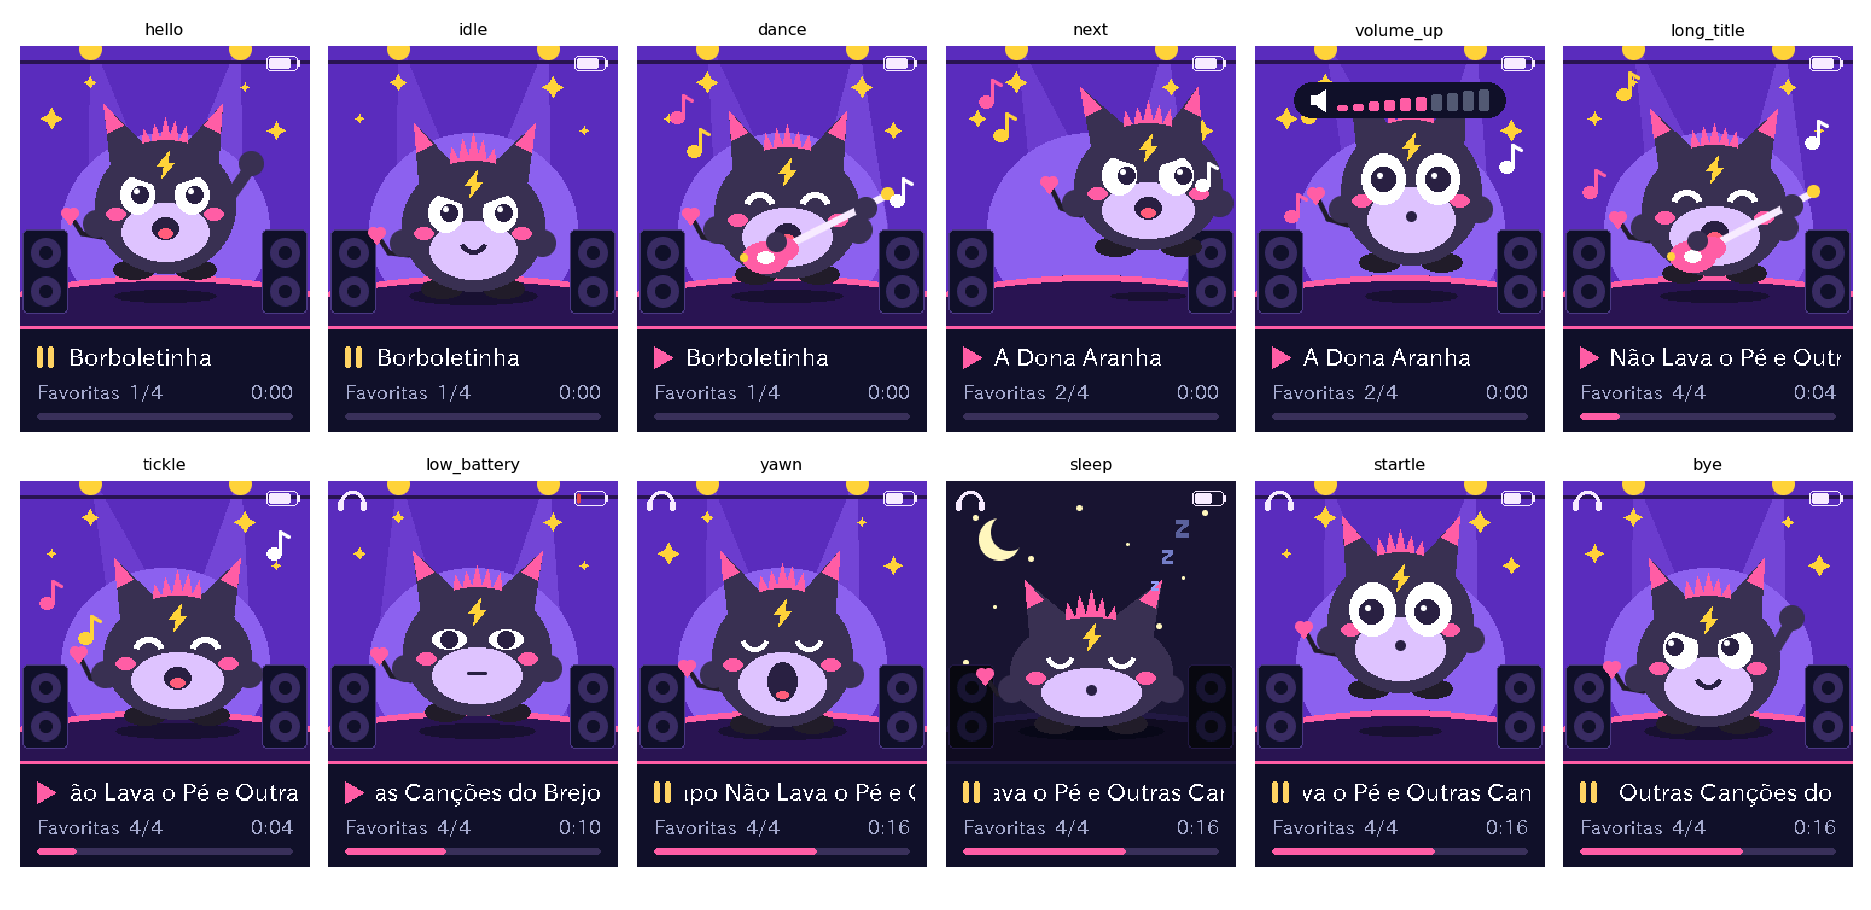 hello
idle
dance
next
volume_up
long_title
Borboletinha
Favoritas 1/4 0:00
Borboletinha
Favoritas 1/4 0:00
Borboletinha
Favoritas 1/4 0:00
A Dona Aranha
Favoritas 2/4 0:00
A Dona Aranha
Favoritas 2/4 0:00
Não Lava o Pé e Outr
Favoritas 4/4 0:04
tickle
low_battery
yawn
sleep
startle
bye
z
z
z
ão Lava o Pé e Outra
Favoritas 4/4 0:04
as Canções do Brejo
Favoritas 4/4 0:10
po Não Lava o Pé e
Favoritas 4/4 0:16
ava o Pé e Outras Car
Favoritas 4/4 0:16
va o Pé e Outras Can
Favoritas 4/4 0:16
Outras Canções do
Favoritas 4/4 0:16